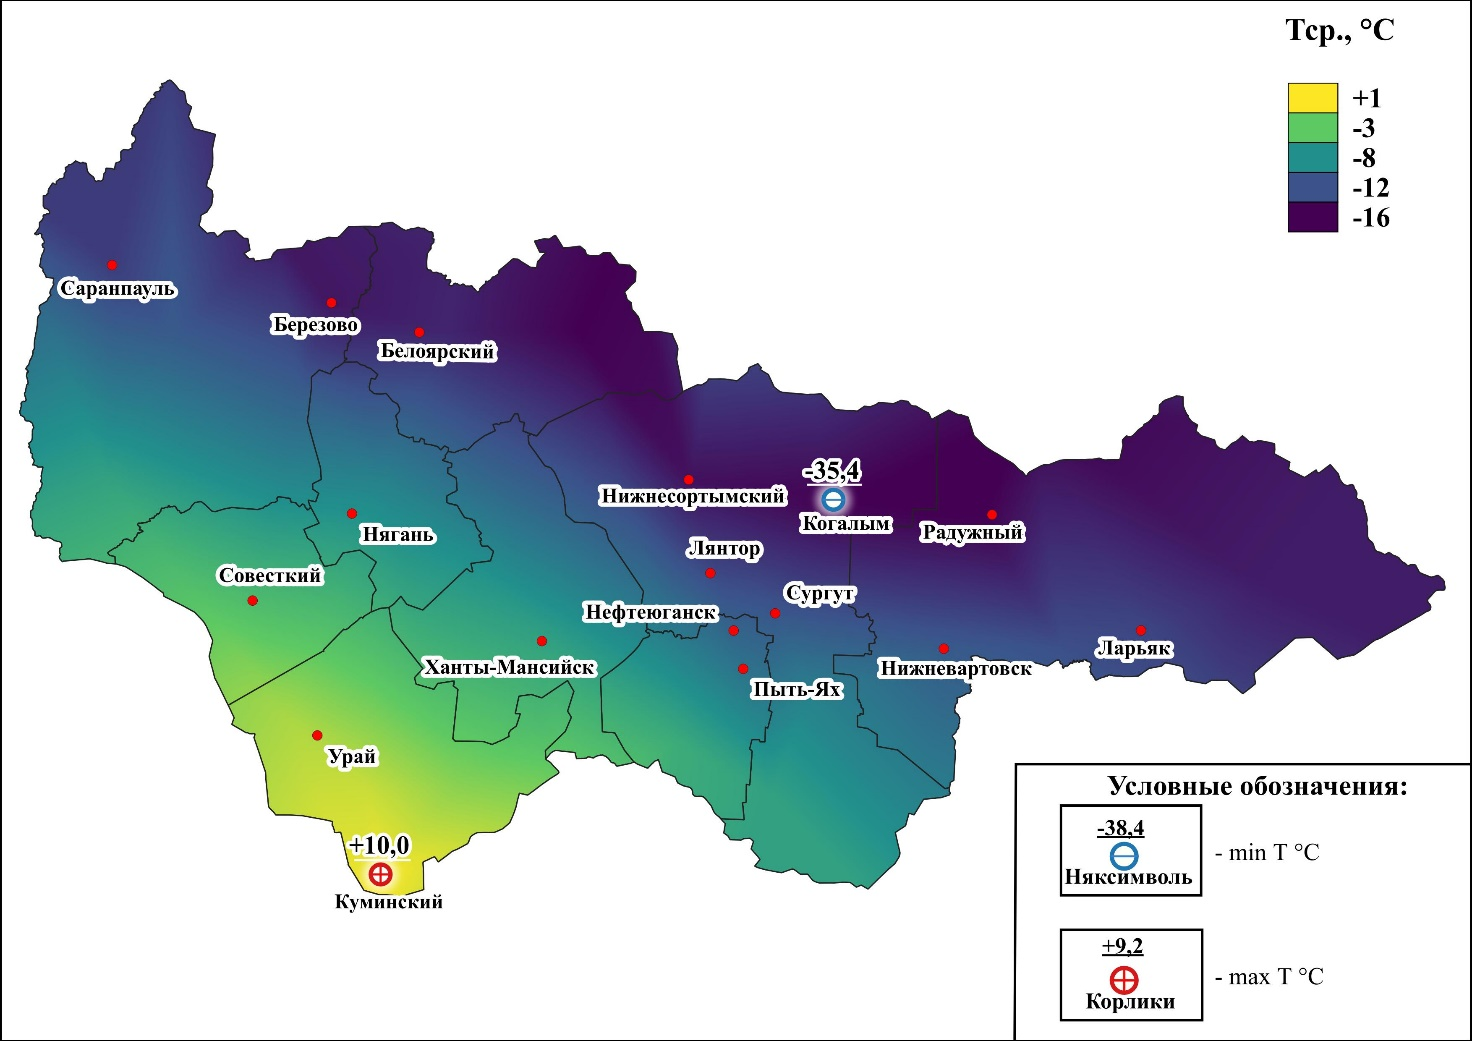 Тср., °С
+1
-3
-8
-12
-16
Саранпауль
Березово
Белоярский
-35,4
Нижнесортымский
Когалым
Радужный
Нягань
Лянтор
Совесткий
Сургут
Нефтеюганск
Ханты-Мансийск
Ларьяк
Нижневартовск
Пыть-Ях
Урай
+10,0
Куминский
Условные обозначения:
-38,4
Няксимволь
- min T °C
+9,2
Корлики
- max T °C